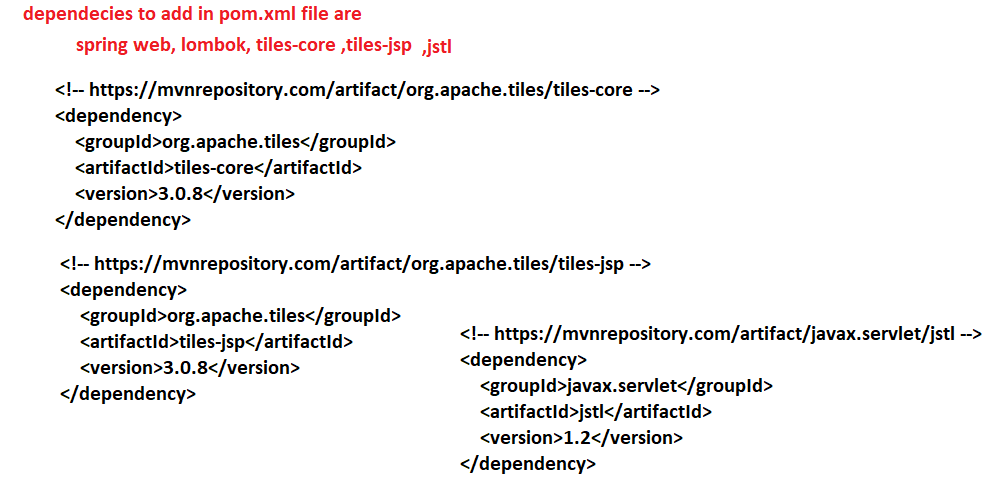 dependecies to add in pom.xml file are
spring web, lombok, tiles-core ,tiles-jsp ,jstl
<!-- https://mvnrepository.com/artifact/org.apache.tiles/tiles-core -->
<dependency>
<groupId>org.apache.tiles</groupId>
<artifactId>tiles-core</artifactId>
<version>3.0.8</version>
</dependency>
<!-- https://mvnrepository.com/artifact/org.apache.tiles/tiles-jsp -->
<dependency>
<groupId>org.apache.tiles</groupId>
<artifactId>tiles-jsp</artifactId>
<version>3.0.8</version>
</dependency>
<!-- https://mvnrepository.com/artifact/javax.servlet/jstl -->
<dependency>
<groupId>javax.servlet</groupId>
<artifactId>jstl</artifactId>
<version>1.2</version>
</dependency>